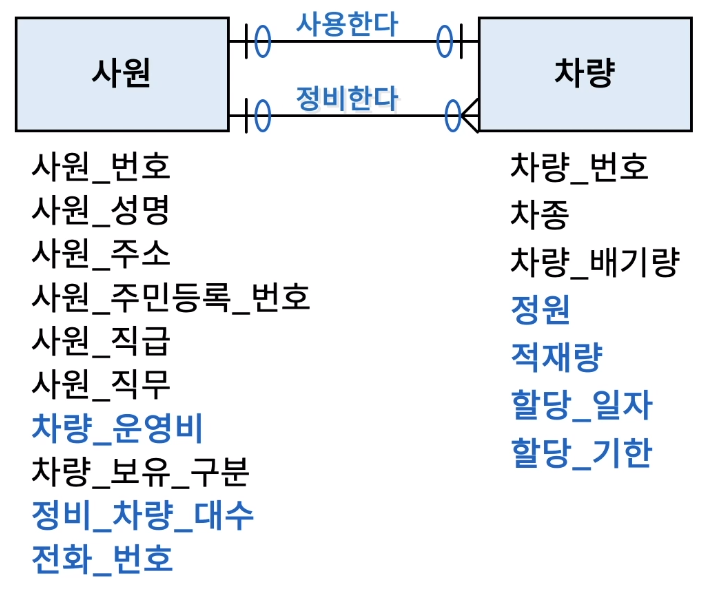 사용한다
사원
차량
정비한다
사원_번호
사원_성명
사원_주소
사원_주민등록_번호
사원_직급
사원_직무
차량_운영비
차량_보유_구분
정비_차량_대수
전화_번호
차량_번호
차종
차량_배기량
정원
적재량
할당_일자
할당_기한